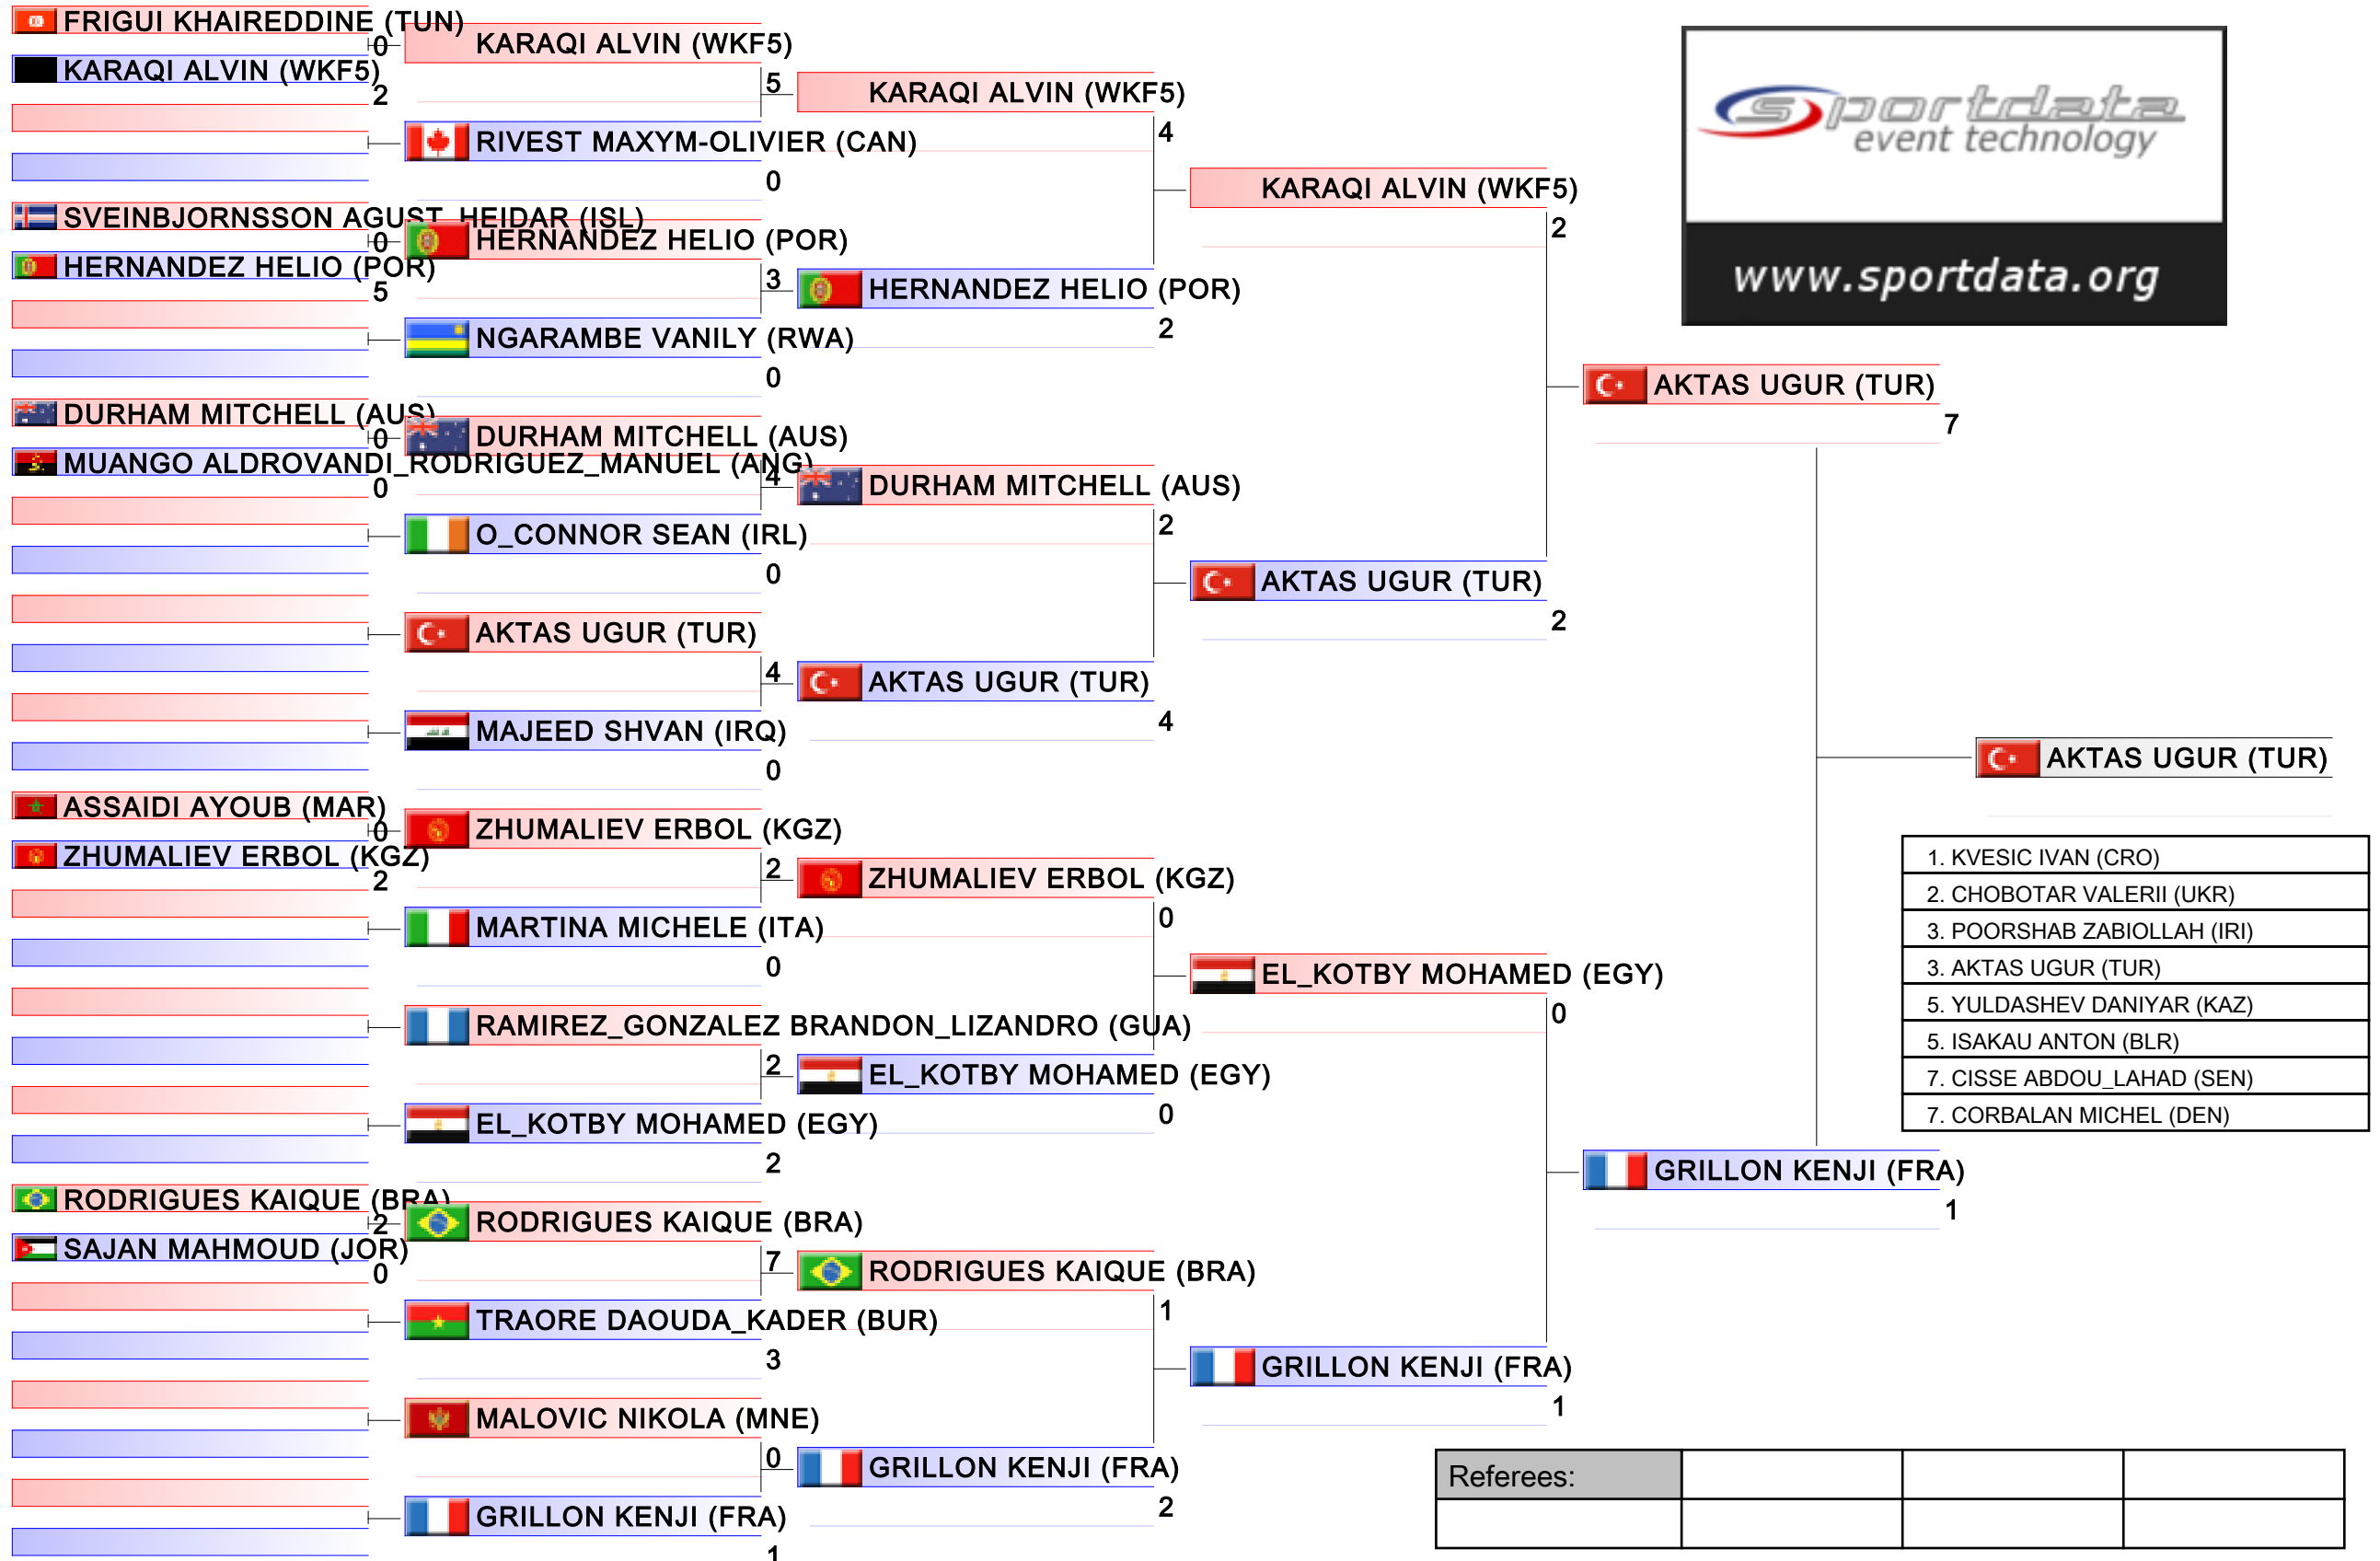 FRIGUI KHAIREDDINE (TUN)
0
KARAQI ALVIN (WKF5)
2
SVEINBJORNSSON AGUST_HEIDAR (ISL)
0
HERNANDEZ HELIO (POR)
5
DURHAM MITCHELL (AUS)
0
MUANGO ALDROVANDI_RODRIGUEZ_MANUEL (ANG)
0
ASSAIDI AYOUB (MAR)
0
ZHUMALIEV ERBOL (KGZ)
2
RODRIGUES KAIQUE (BRA)
2
SAJAN MAHMOUD (JOR)
0
KARAQI ALVIN (WKF5)
5
RIVEST MAXYM-OLIVIER (CAN)
0
HERNANDEZ HELIO (POR)
3
NGARAMBE VANILY (RWA)
0
DURHAM MITCHELL (AUS)
4
O_CONNOR SEAN (IRL)
0
AKTAS UGUR (TUR)
4
MAJEED SHVAN (IRQ)
0
ZHUMALIEV ERBOL (KGZ)
2
MARTINA MICHELE (ITA)
0
RAMIREZ_GONZALEZ BRANDON_LIZANDRO (GUA)
2
EL_KOTBY MOHAMED (EGY)
2
RODRIGUES KAIQUE (BRA)
7
TRAORE DAOUDA_KADER (BUR)
3
MALOVIC NIKOLA (MNE)
0
GRILLON KENJI (FRA)
1
KARAQI ALVIN (WKF5)
4
HERNANDEZ HELIO (POR)
2
DURHAM MITCHELL (AUS)
2
AKTAS UGUR (TUR)
4
ZHUMALIEV ERBOL (KGZ)
0
EL_KOTBY MOHAMED (EGY)
0
RODRIGUES KAIQUE (BRA)
1
GRILLON KENJI (FRA)
2
KARAQI ALVIN (WKF5)
2
AKTAS UGUR (TUR)
2
EL_KOTBY MOHAMED (EGY)
0
GRILLON KENJI (FRA)
1
AKTAS UGUR (TUR)
7
GRILLON KENJI (FRA)
1
AKTAS UGUR (TUR)
sportdata
event technology
www.sportdata.org
1. KVESIC IVAN (CRO)
2. CHOBOTAR VALERII (UKR)
3. POORSHAB ZABIOLLAH (IRI)
3. AKTAS UGUR (TUR)
5. YULDASHEV DANIYAR (KAZ)
5. ISAKAU ANTON (BLR)
7. CISSE ABDOU_LAHAD (SEN)
7. CORBALAN MICHEL (DEN)
Referees: